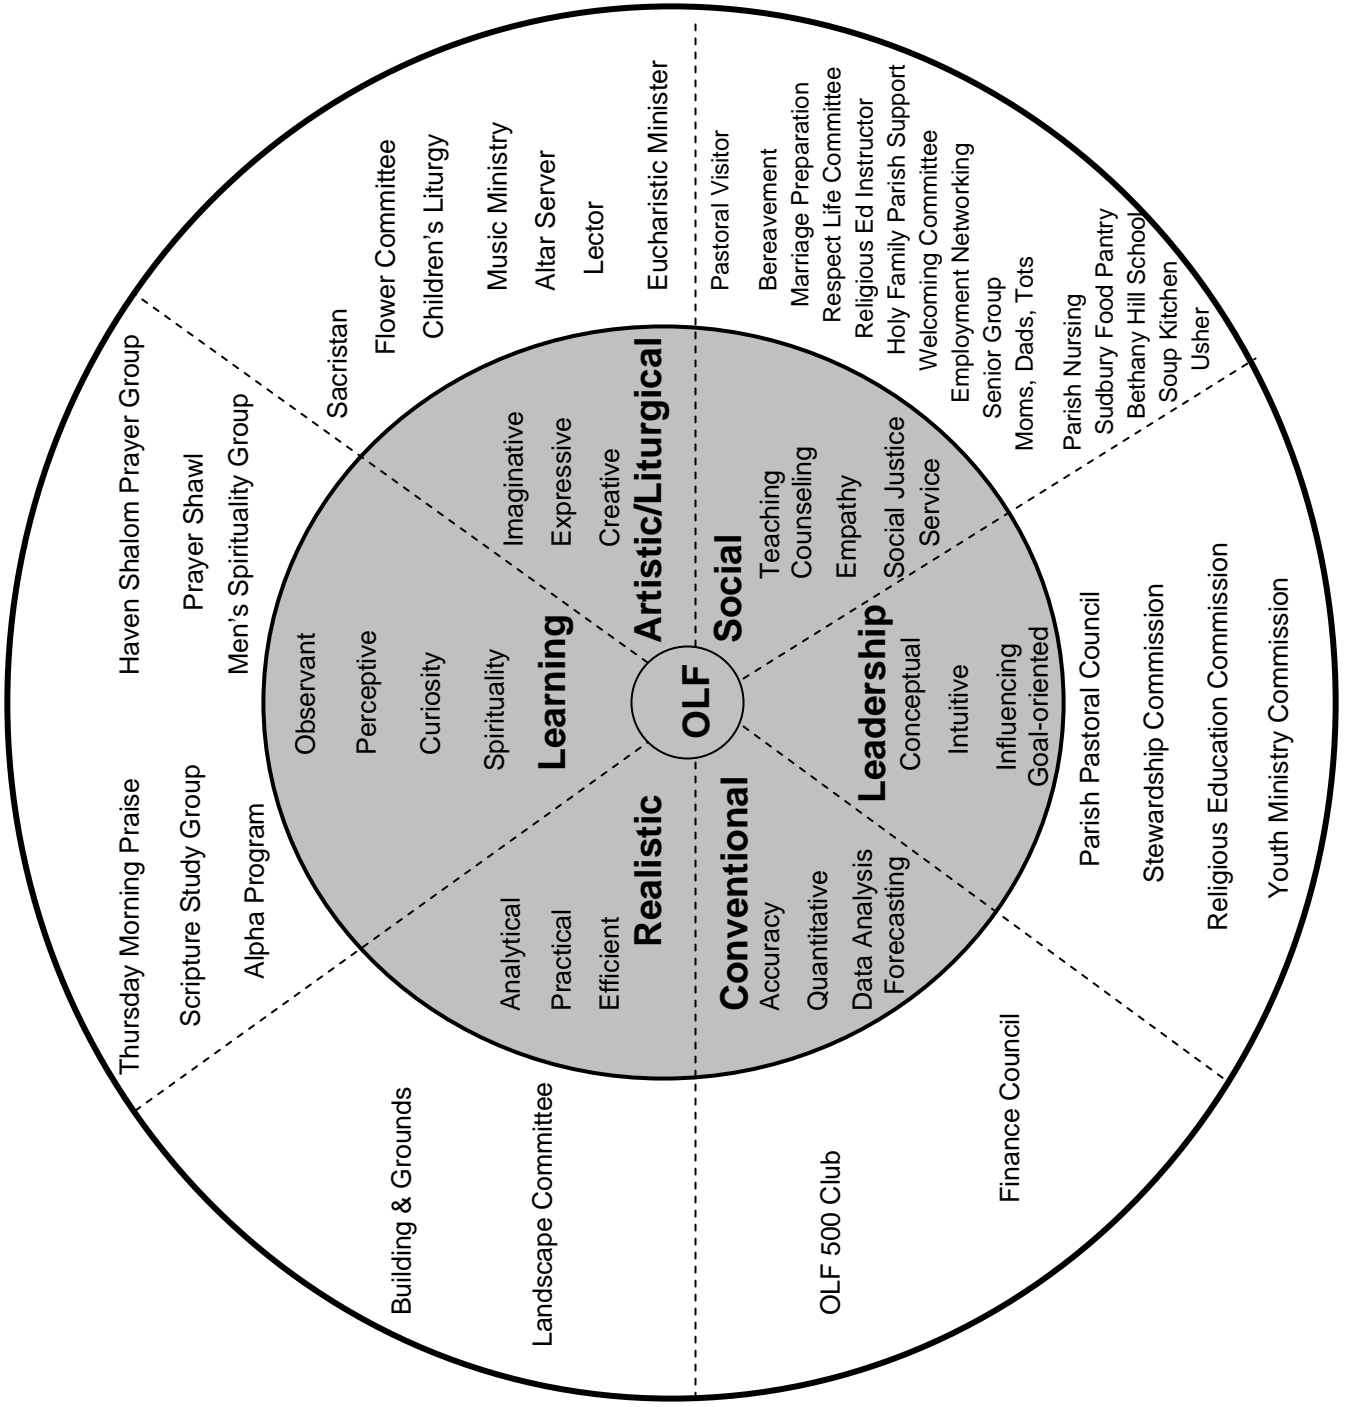 Thursday Morning Praise
Haven Shalom Prayer Group
Scripture Study Group
Prayer Shawl
Alpha Program
Men's Spirituality Group
Observant
Perceptive
Curiosity
Spirituality
Learning
Sacristan
Flower Committee
Children's Liturgy
Music Ministry
Altar Server
Lector
Eucharistic Minister
Imaginative
Expressive
Creative
Artistic/Liturgical
Building & Grounds
Landscape Committee
Analytical
Practical
Efficient
Realistic
OLF
Conventional
Accuracy
Quantitative
Data Analysis
Forecasting
OLF 500 Club
Finance Council
Social
Teaching
Counseling
Empathy
Social Justice
Service
Pastoral Visitor
Bereavement
Marriage Preparation
Respect Life Committee
Religious Ed Instructor
Holy Family Parish Support
Welcoming Committee
Employment Networking
Senior Group
Moms, Dads, Tots
Parish Nursing
Sudbury Food Pantry
Bethany Hill School
Soup Kitchen
Usher
Leadership
Conceptual
Intuitive
Influencing
Goal-oriented
Parish Pastoral Council
Stewardship Commission
Religious Education Commission
Youth Ministry Commission